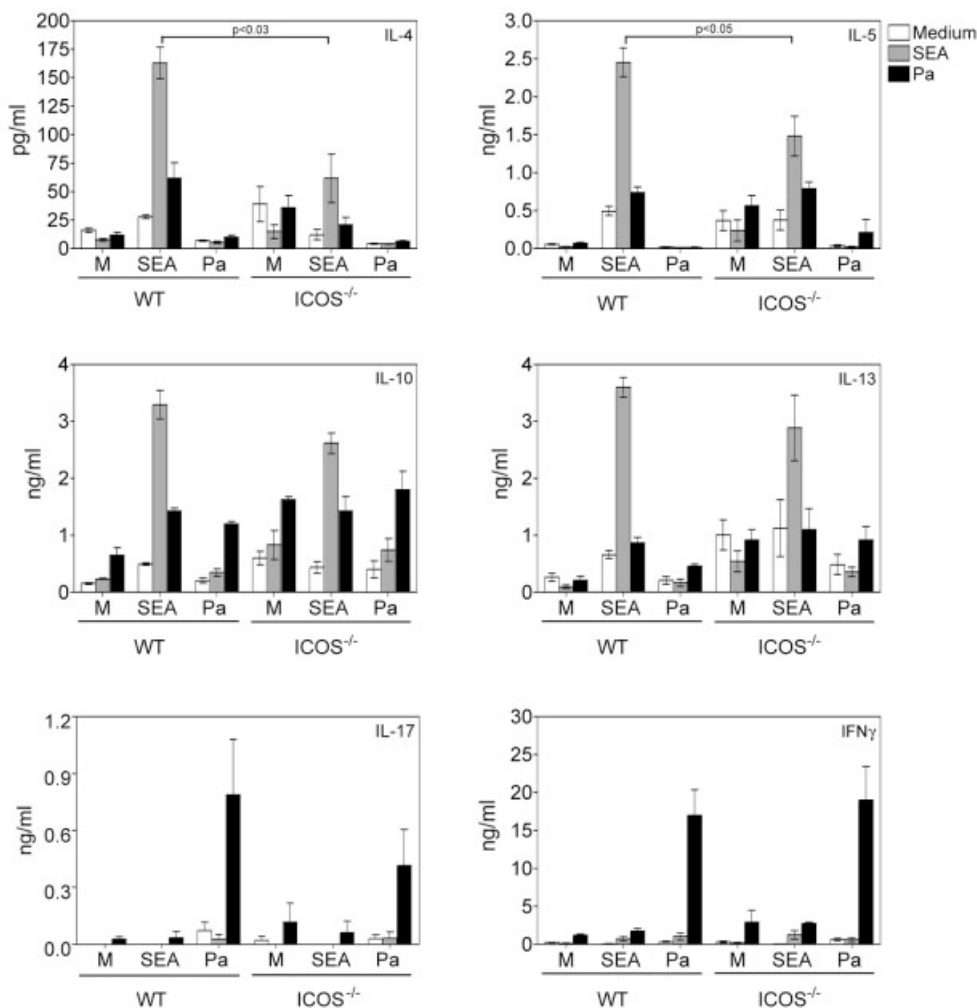 200
175
150
125
100
75
50
25
0
pg/ml
p<0.03
IL-4
M SEA Pa M SEA Pa
WT ICOS-/-
3.0
2.5
2.0
1.5
1.0
0.5
0.0
ng/ml
p<0.05
IL-5
M SEA Pa M SEA Pa
WT ICOS-/-
Medium
SEA
Pa
4
3
2
1
0
ng/ml
IL-10
M SEA Pa M SEA Pa
WT ICOS-/-
4
3
2
1
0
ng/ml
IL-13
M SEA Pa M SEA Pa
WT ICOS-/-
1.2
0.9
0.6
0.3
0.0
ng/ml
IL-17
M SEA Pa M SEA Pa
WT ICOS-/-
30
25
20
15
10
5
0
ng/ml
IFNγ
M SEA Pa M SEA Pa
WT ICOS-/-